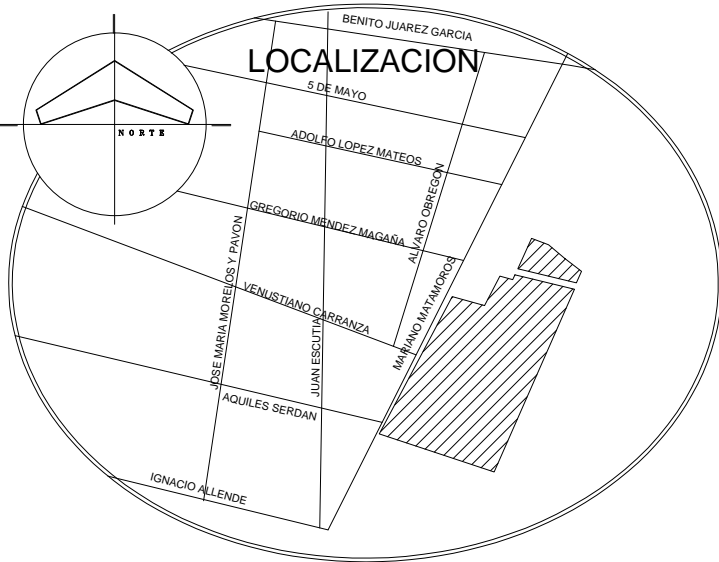 BENITO JUAREZ GARCIA
LOCALIZACION
5 DE MAYO
NORTE
ADOLFO LOPEZ MATEOS
ALVARO OBREGON
GREGORIO MENDEZ MAGAÑA
JOSE MARIA MORELOS Y PAVON
MARIANO MATAMOROS
VENUSTIANO CARRANZA
JUAN ESCUTIA
AQUILES SERDAN
IGNACIO ALLENDE